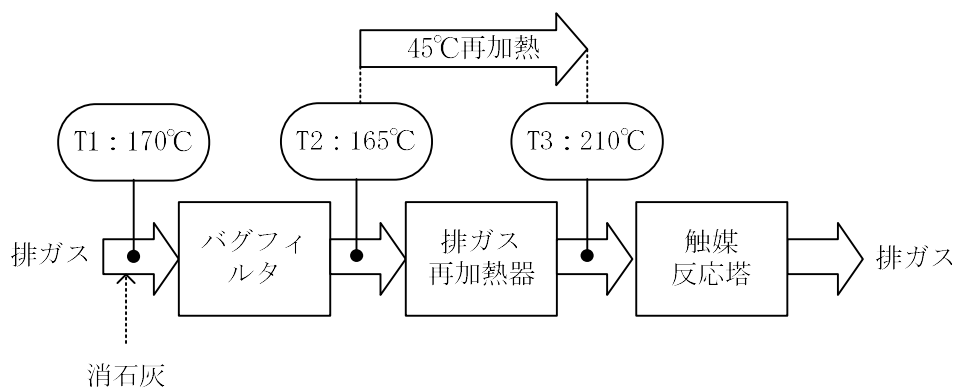 45℃再加熱
T1：170℃
T2：165℃
T3：210℃
排ガス
バグフィ
ルタ
排ガス
再加熱器
触媒
反応塔
排ガス
消石灰